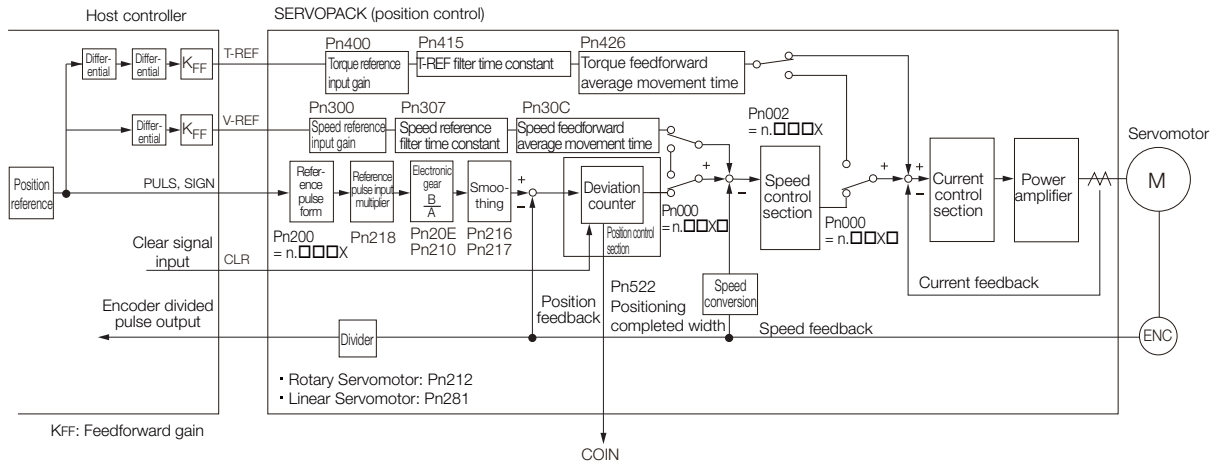 Host controller
SERVOPACK (position control)
Differ-
ential
Differ-
ential
KFF
T-REF
Pn400
Torque reference
input gain
Pn415
T-REF filter time constant
Pn426
Torque feedforward
average movement time
Differ-
ential
KFF
V-REF
Pn300
Speed reference
input gain
Pn307
Speed reference
filter time constant
Pn30C
Speed feedforward
average movement time
Pn002
= n.□□□X
Servomotor
M
Position
reference
PULS, SIGN
Refer-
ence
pulse
form
Pn200
= n.□□□X
Reference
pulse input
multiplier
Pn218
Electronic
gear
B
A
Pn20E
Pn210
Smoo-
thing
Pn216
Pn217
+
−
Deviation
counter
Position control
section
Pn000
= n.□□X□
+
+
−
Speed
control
section
Pn000
= n.□□X□
+
+
−
Current
control
section
Power
amplifier
Clear signal
input
CLR
Current feedback
Encoder divided
pulse output
Divider
Position
feedback
Pn522
Positioning
completed width
Speed
conversion
Speed feedback
ENC
• Rotary Servomotor: Pn212
• Linear Servomotor: Pn281
KFF: Feedforward gain
COIN